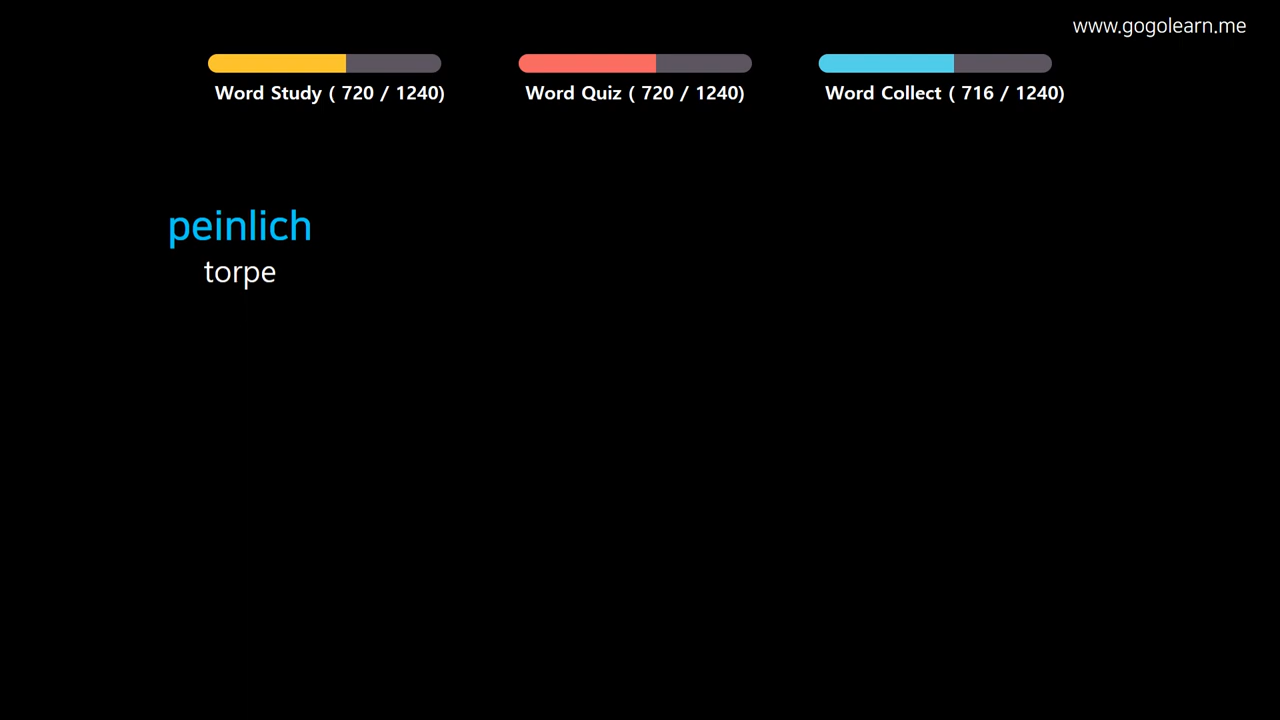 www.gogolearn.me
Word Study ( 720 / 1240)
Word Quiz ( 720 / 1240)
Word Collect ( 716 / 1240)
peinlich
torpe